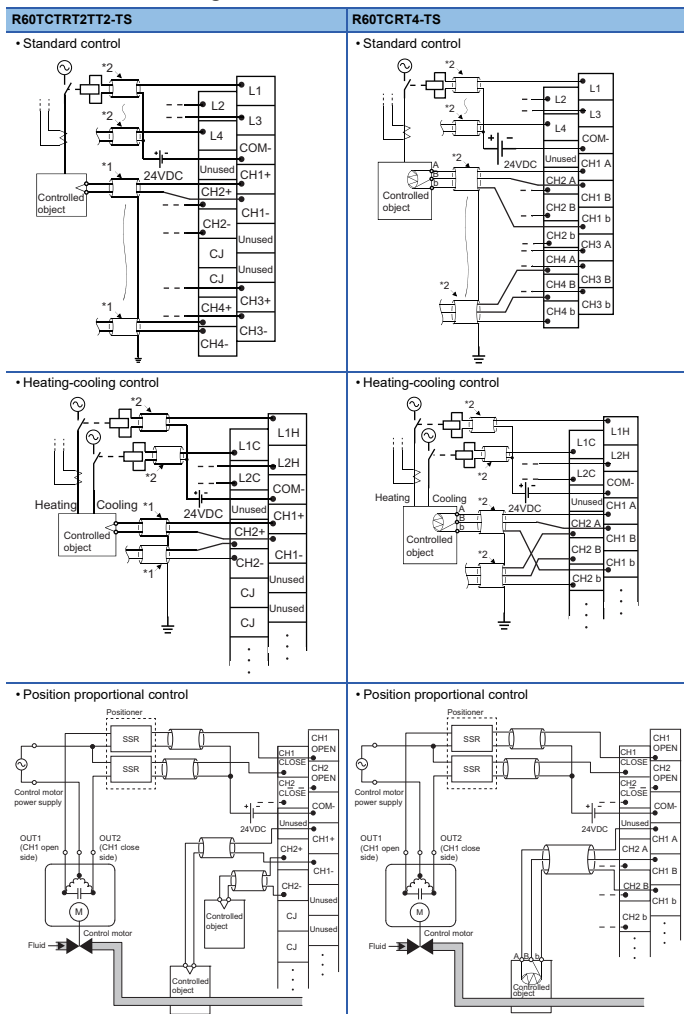 R60TCTRT2TT2-TS
R60TCRT4-TS
• Standard control
*2
*2
L2
L4
L1
L3
COM-
Unused
24VDC
*1
CH1+
CH2+
CH1-
CH2-
Unused
CJ
Unused
CJ
CH3+
CH4+
CH3-
CH4-
*1
Controlled
object
• Standard control
*2
*2
L1
L2
L3
L4
COM-
24VDC
Unused
*2
A
B
b
CH1 A
CH2 A
CH1 B
CH2 B
CH1 b
CH2 b
CH3 A
CH4 A
CH3 B
CH4 B
CH3 b
CH4 b
*2
Controlled
object
• Heating-cooling control
*2
*2
L1H
L1C
L2H
L2C
COM-
24VDC
Unused
Heating
Cooling
*1
CH1+
CH2+
CH1-
CH2-
*1
Unused
CJ
Unused
CJ
Controlled
object
• Heating-cooling control
*2
*2
L1H
L1C
L2H
L2C
COM-
24VDC
Unused
Heating
Cooling
*2
A
B
b
CH1 A
CH2 A
CH1 B
CH2 B
CH1 b
CH2 b
*2
Controlled
object
• Position proportional control
Positioner
SSR
SSR
CH1
OPEN
CH1
CLOSE
CH2
OPEN
CH2
CLOSE
COM-
Control motor
power supply
24VDC
Unused
OUT1
(CH1 open
side)
OUT2
(CH1 close
side)
CH1+
CH2+
CH1-
CH2-
Unused
CJ
Unused
CJ
M
Control motor
Fluid
Controlled
object
Controlled
object
• Position proportional control
Positioner
SSR
SSR
CH1
OPEN
CH1
CLOSE
CH2
OPEN
CH2
CLOSE
COM-
Control motor
power supply
24VDC
Unused
OUT1
(CH1 open
side)
OUT2
(CH1 close
side)
CH1 A
CH2 A
CH1 B
CH2 B
CH1 b
CH2 b
M
Control motor
Fluid
A
B
b
Controlled
object